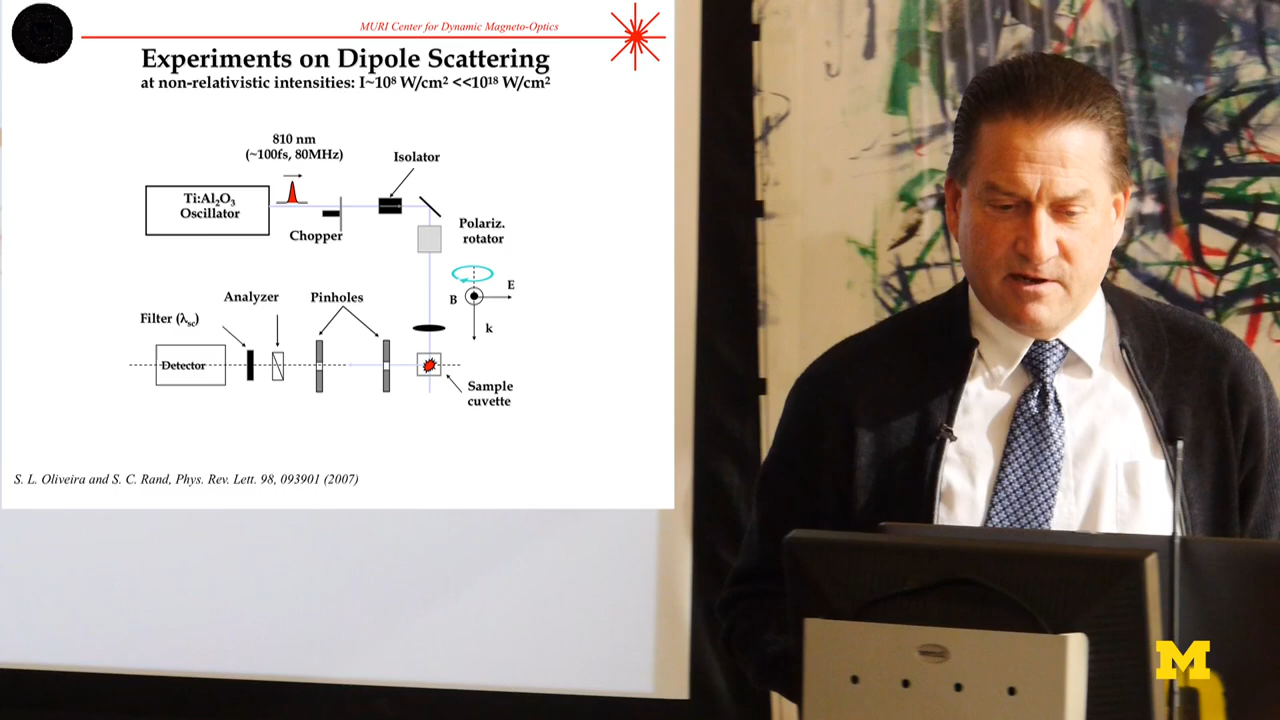 MURI Center for Dynamic Magneto-Optics
Experiments on Dipole Scattering
at non-relativistic intensities: I~10⁸ W/cm² <<10¹⁸ W/cm²
810 nm
(~100fs, 80MHz)
Isolator
Ti:Al₂O₃
Oscillator
Chopper
Polariz.
rotator
E
B
k
Analyzer
Pinholes
Filter (λsc)
Detector
Sample
cuvette
S. L. Oliveira and S. C. Rand, Phys. Rev. Lett. 98, 093901 (2007)
M